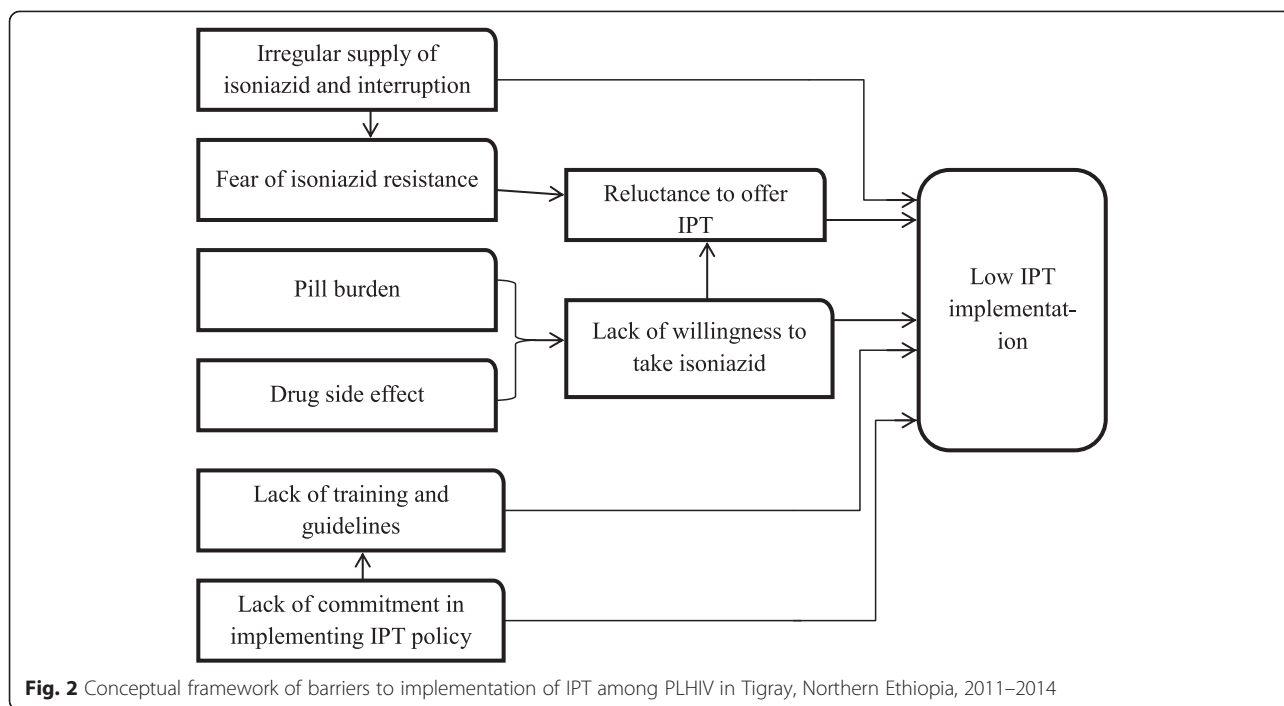 Irregular supply of
isoniazid and interruption
Fear of isoniazid resistance
Reluctance to offer
IPT
Pill burden
Lack of willingness to
take isoniazid
Drug side effect
Low IPT
implementat-
ion
Lack of training and
guidelines
Lack of commitment in
implementing IPT policy
Fig. 2 Conceptual framework of barriers to implementation of IPT among PLHIV in Tigray, Northern Ethiopia, 2011–2014